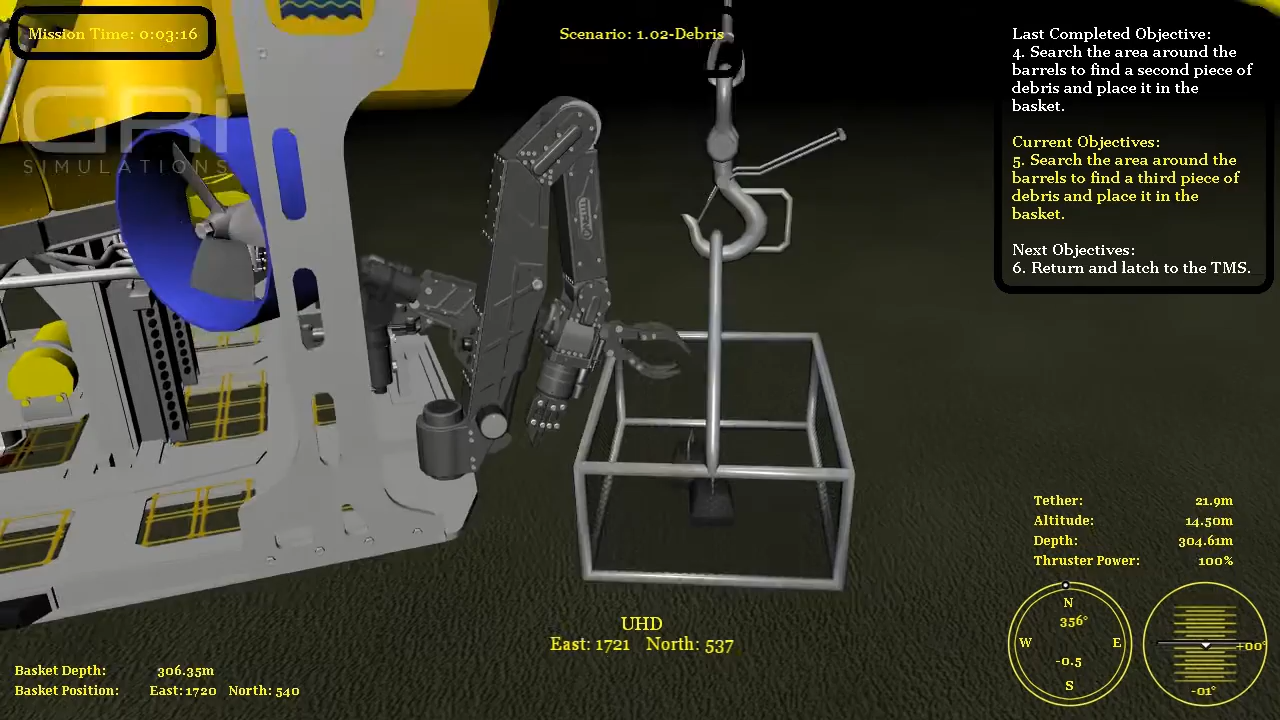 Mission Time: 0:03:16
Scenario: 1.02-Debris
GRi
SIMULATIONS
Last Completed Objective:
4. Search the area around the
barrels to find a second piece of
debris and place it in the
basket.
Current Objectives:
5. Search the area around the
barrels to find a third piece of
debris and place it in the
basket.
Next Objectives:
6. Return and latch to the TMS.
Tether: 21.9m
Altitude: 14.50m
Depth: 304.61m
Thruster Power: 100%
N
356°
W E
-0.5
S
+00°
-01°
UHD
East: 1721 North: 537
Basket Depth: 306.35m
Basket Position: East: 1720 North: 540